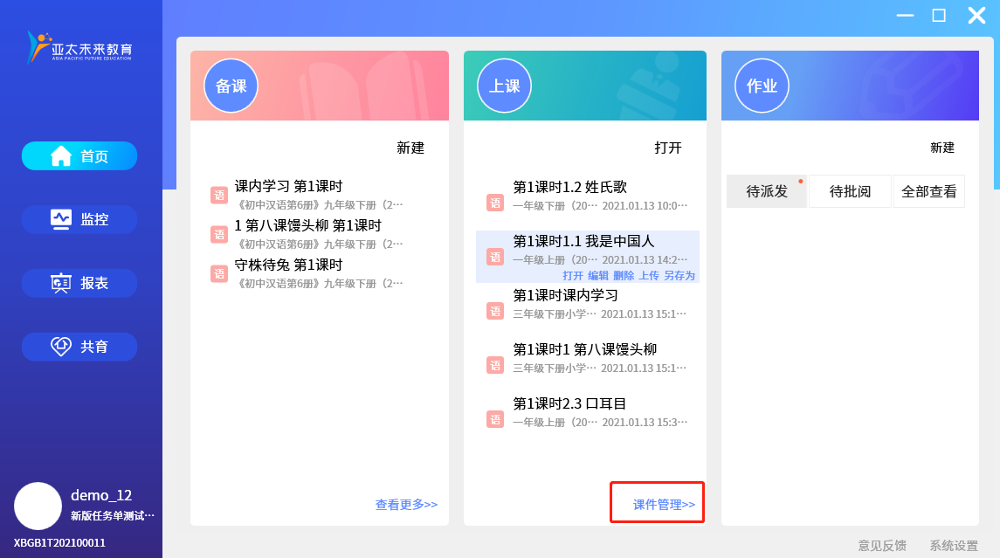 亚太未来教育
ASIA PACIFIC FUTURE EDUCATION
首页
监控
报表
共育
demo_12
新版任务单测试…
XBGB1T202100011
备课
新建
语
课内学习 第1课时
《初中汉语第6册》九年级下册（2…
语
1 第八课馒头柳 第1课时
《初中汉语第6册》九年级下册（2…
语
守株待兔 第1课时
《初中汉语第6册》九年级下册（2…
查看更多>>
上课
打开
语
第1课时1.2 姓氏歌
一年级下册（20… 2021.01.13 10:0…
语
第1课时1.1 我是中国人
一年级上册（20… 2021.01.13 14:2…
打开 编辑 删除 上传 另存为
语
第1课时课内学习
三年级下册小学… 2021.01.13 15:1…
语
第1课时1 第八课馒头柳
三年级下册小学… 2021.01.13 15:1…
语
第1课时2.3 口耳目
一年级上册（20… 2021.01.13 15:3…
课件管理>>
作业
新建
待派发 待批阅 全部查看
意见反馈 系统设置